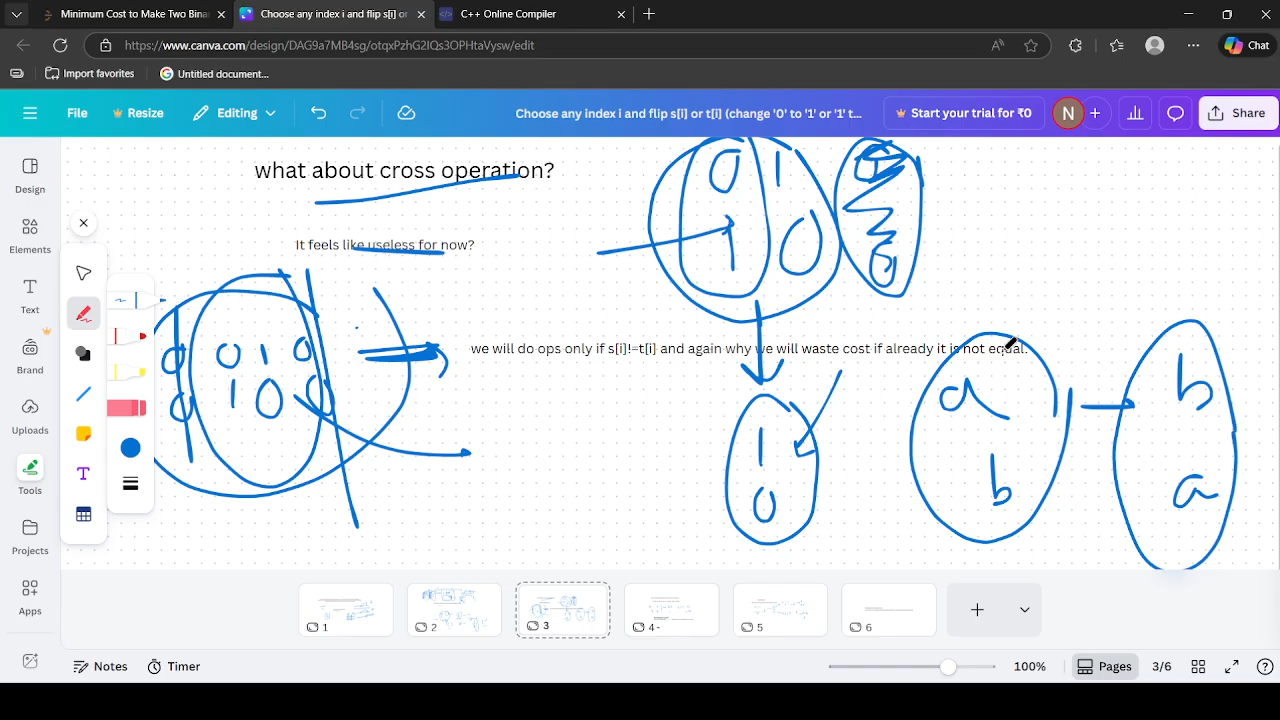 Minimum Cost to Make Two Bina
Choose any index i and flip s[i] or
C++ Online Compiler
https://www.canva.com/design/DAG9a7MB4sg/otqxPzhG2IQs3OPHtaVysw/edit
Chat
Import favorites
Untitled document...
File
Resize
Editing
Choose any index i and flip s[i] or t[i] (change '0' to '1' or '1' t...
Start your trial for ₹0
N
Share
Design
Elements
Text
Brand
Uploads
Tools
Projects
Apps
what about cross operation?
It feels like useless for now?
0 1
1 0
0
0 0 1 0
0 1 0 0
we will do ops only if s[i]!=t[i] and again why we will waste cost if already it is not equal.
1
0
a
b
b
a
1
2
3
4-
5
6
Notes
Timer
100%
Pages
3/6